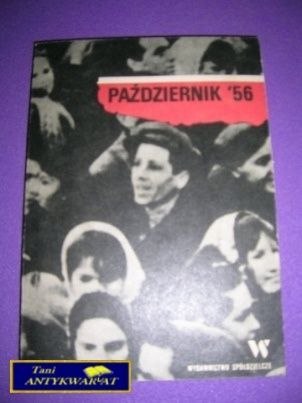 PAŹDZIERNIK '56
W
WYDAWNICTWO SPÓŁDZIELCZE
Tani
ANTYKWARIAT